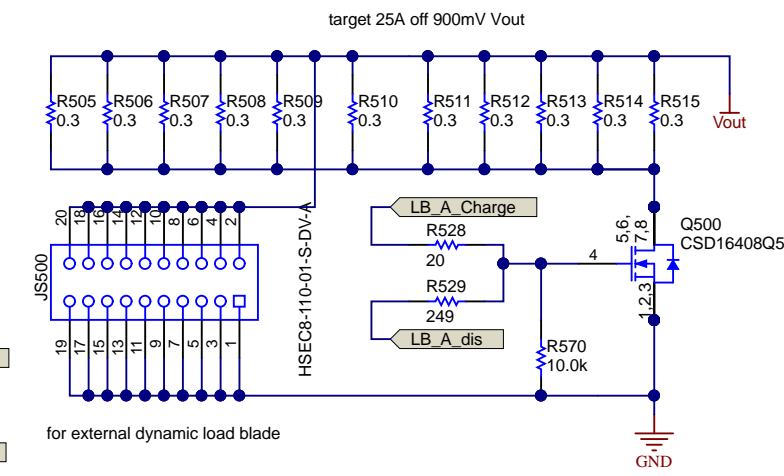 target 25A off 900mV Vout
R505 R506 R507 R508 R509 R510 R511 R512 R513 R514 R515
0.3 0.3 0.3 0.3 0.3 0.3 0.3 0.3 0.3 0.3 0.3
Vout
20 18 16 14 12 10 8 6 4 2
JS500
19 17 15 13 11 9 7 5 3 1
HSEC8-110-01-S-DV-A
LB_A_Charge
R528
20
R529
249
LB_A_dis
R570
10.0k
4
5,6,
7,8
1,2,3
Q500
CSD16408Q5
for external dynamic load blade
GND